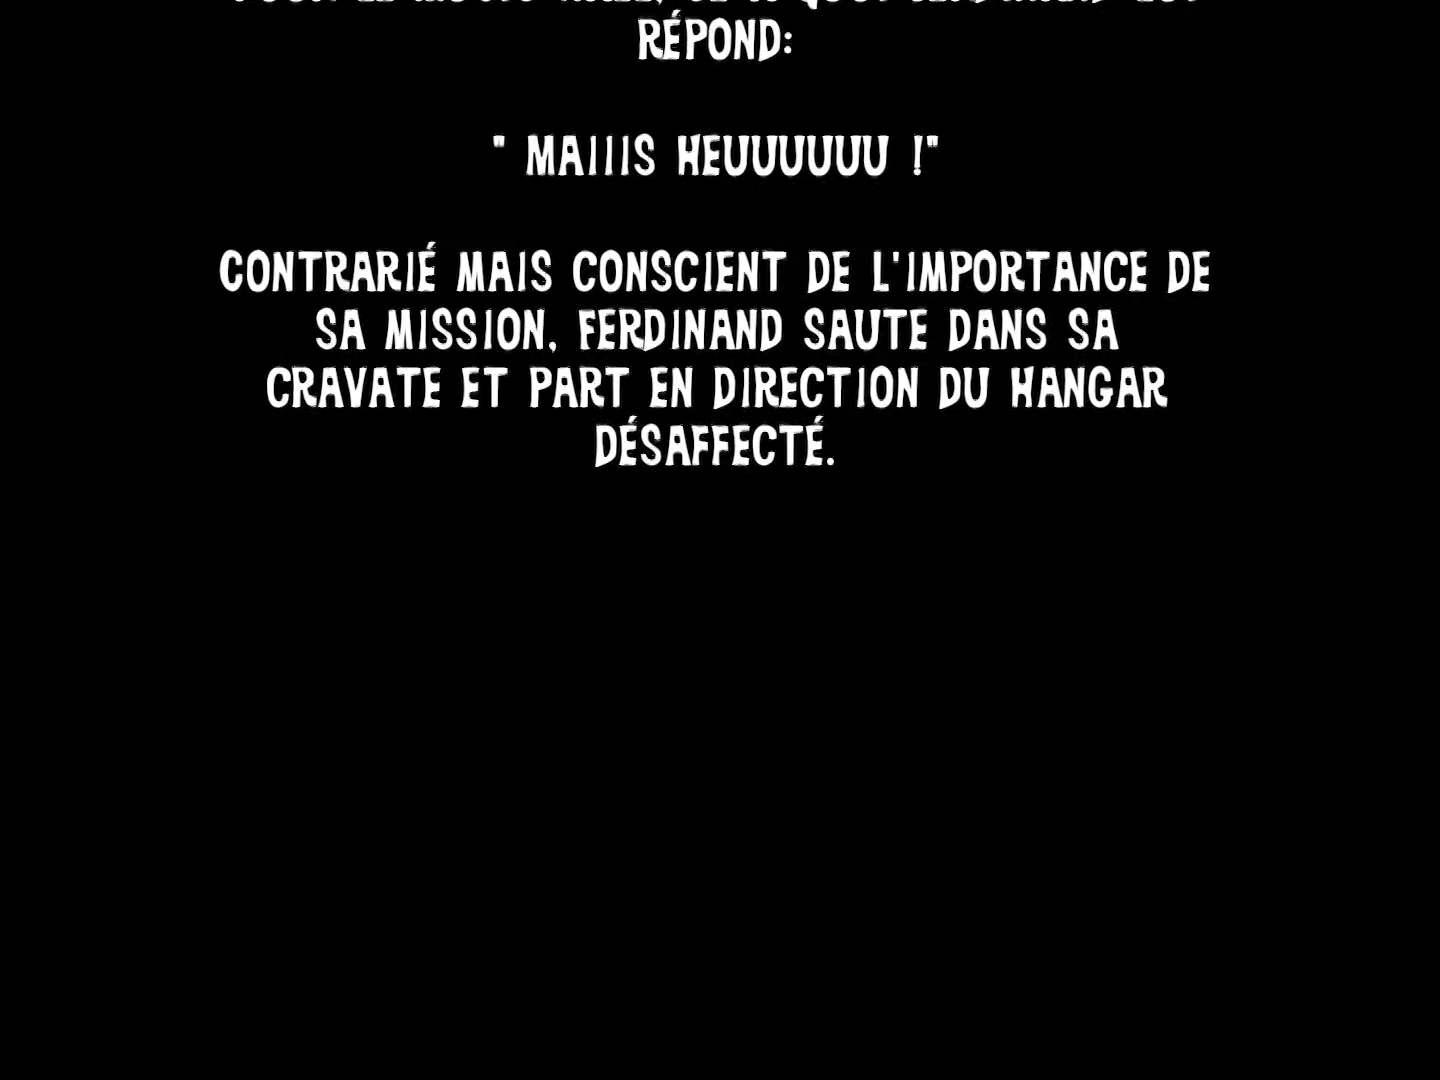 RÉPOND:
" MAIIIS HEUUUUUU !"
CONTRARIÉ MAIS CONSCIENT DE L'IMPORTANCE DE
SA MISSION, FERDINAND SAUTE DANS SA
CRAVATE ET PART EN DIRECTION DU HANGAR
DÉSAFFECTÉ.